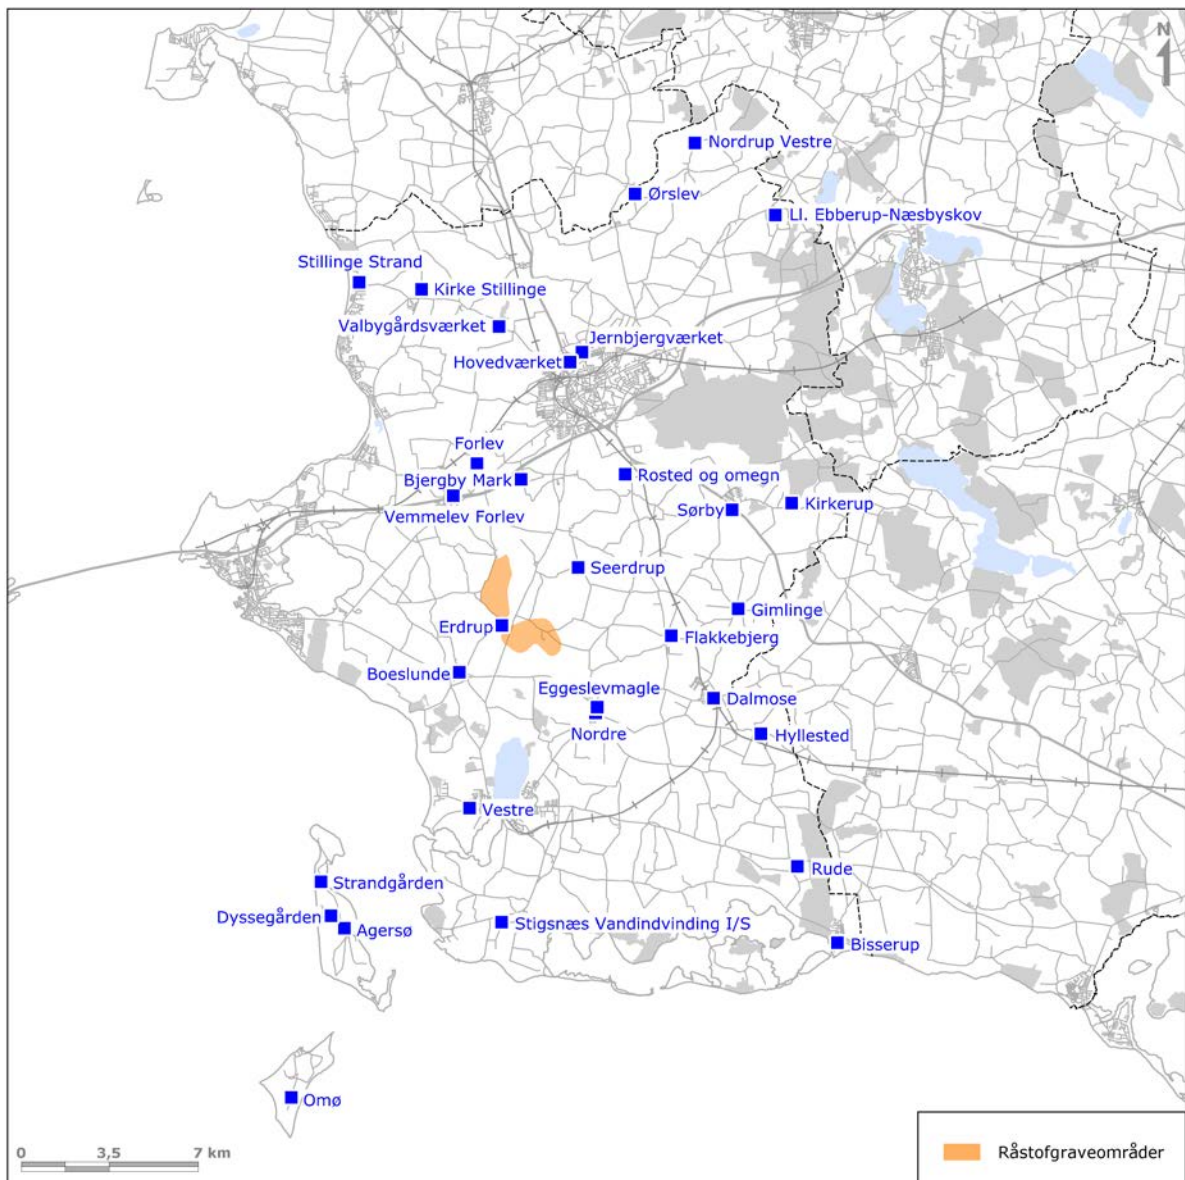 N
Nordrup Vestre
Ørslev
Ll. Ebberup-Næsbyskov
Stillinge Strand
Kirke Stillinge
Valbygårdsværket
Jernbjergværket
Hovedværket
Forlev
Bjergby Mark
Rosted og omegn
Vemmelev Forlev
Sørby
Kirkerup
Seerdrup
Gimlinge
Erdrup
Flakkebjerg
Boeslunde
Eggeslevmagle
Dalmose
Nordre
Hyllested
Vestre
Rude
Strandgården
Dyssegården
Agersø
Stigsnæs Vandindvinding I/S
Bisserup
Omø
0 3,5 7 km
Råstofgraveområder